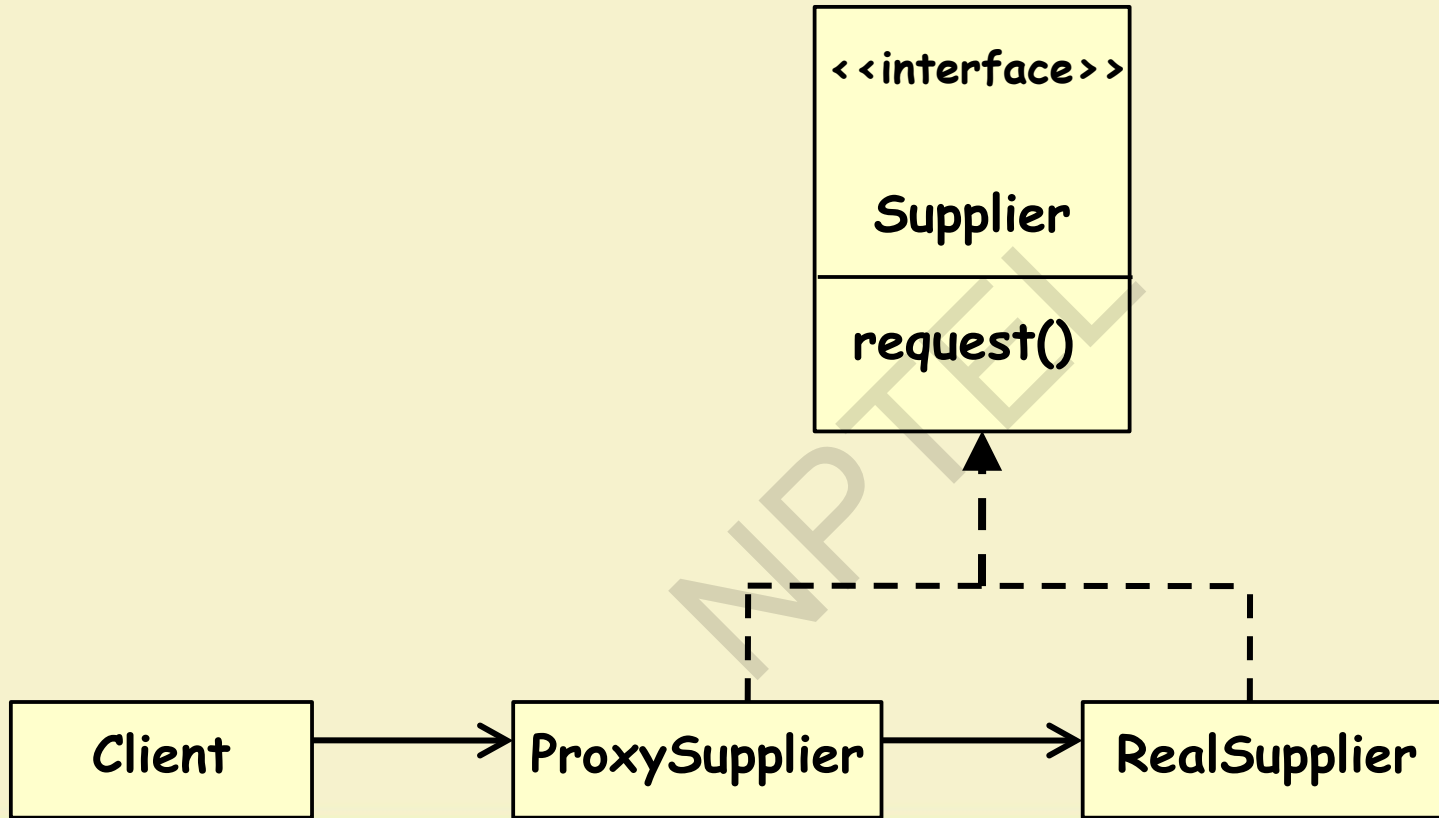 <<interface>>
Supplier
request()
NPTEL
Client
ProxySupplier
RealSupplier